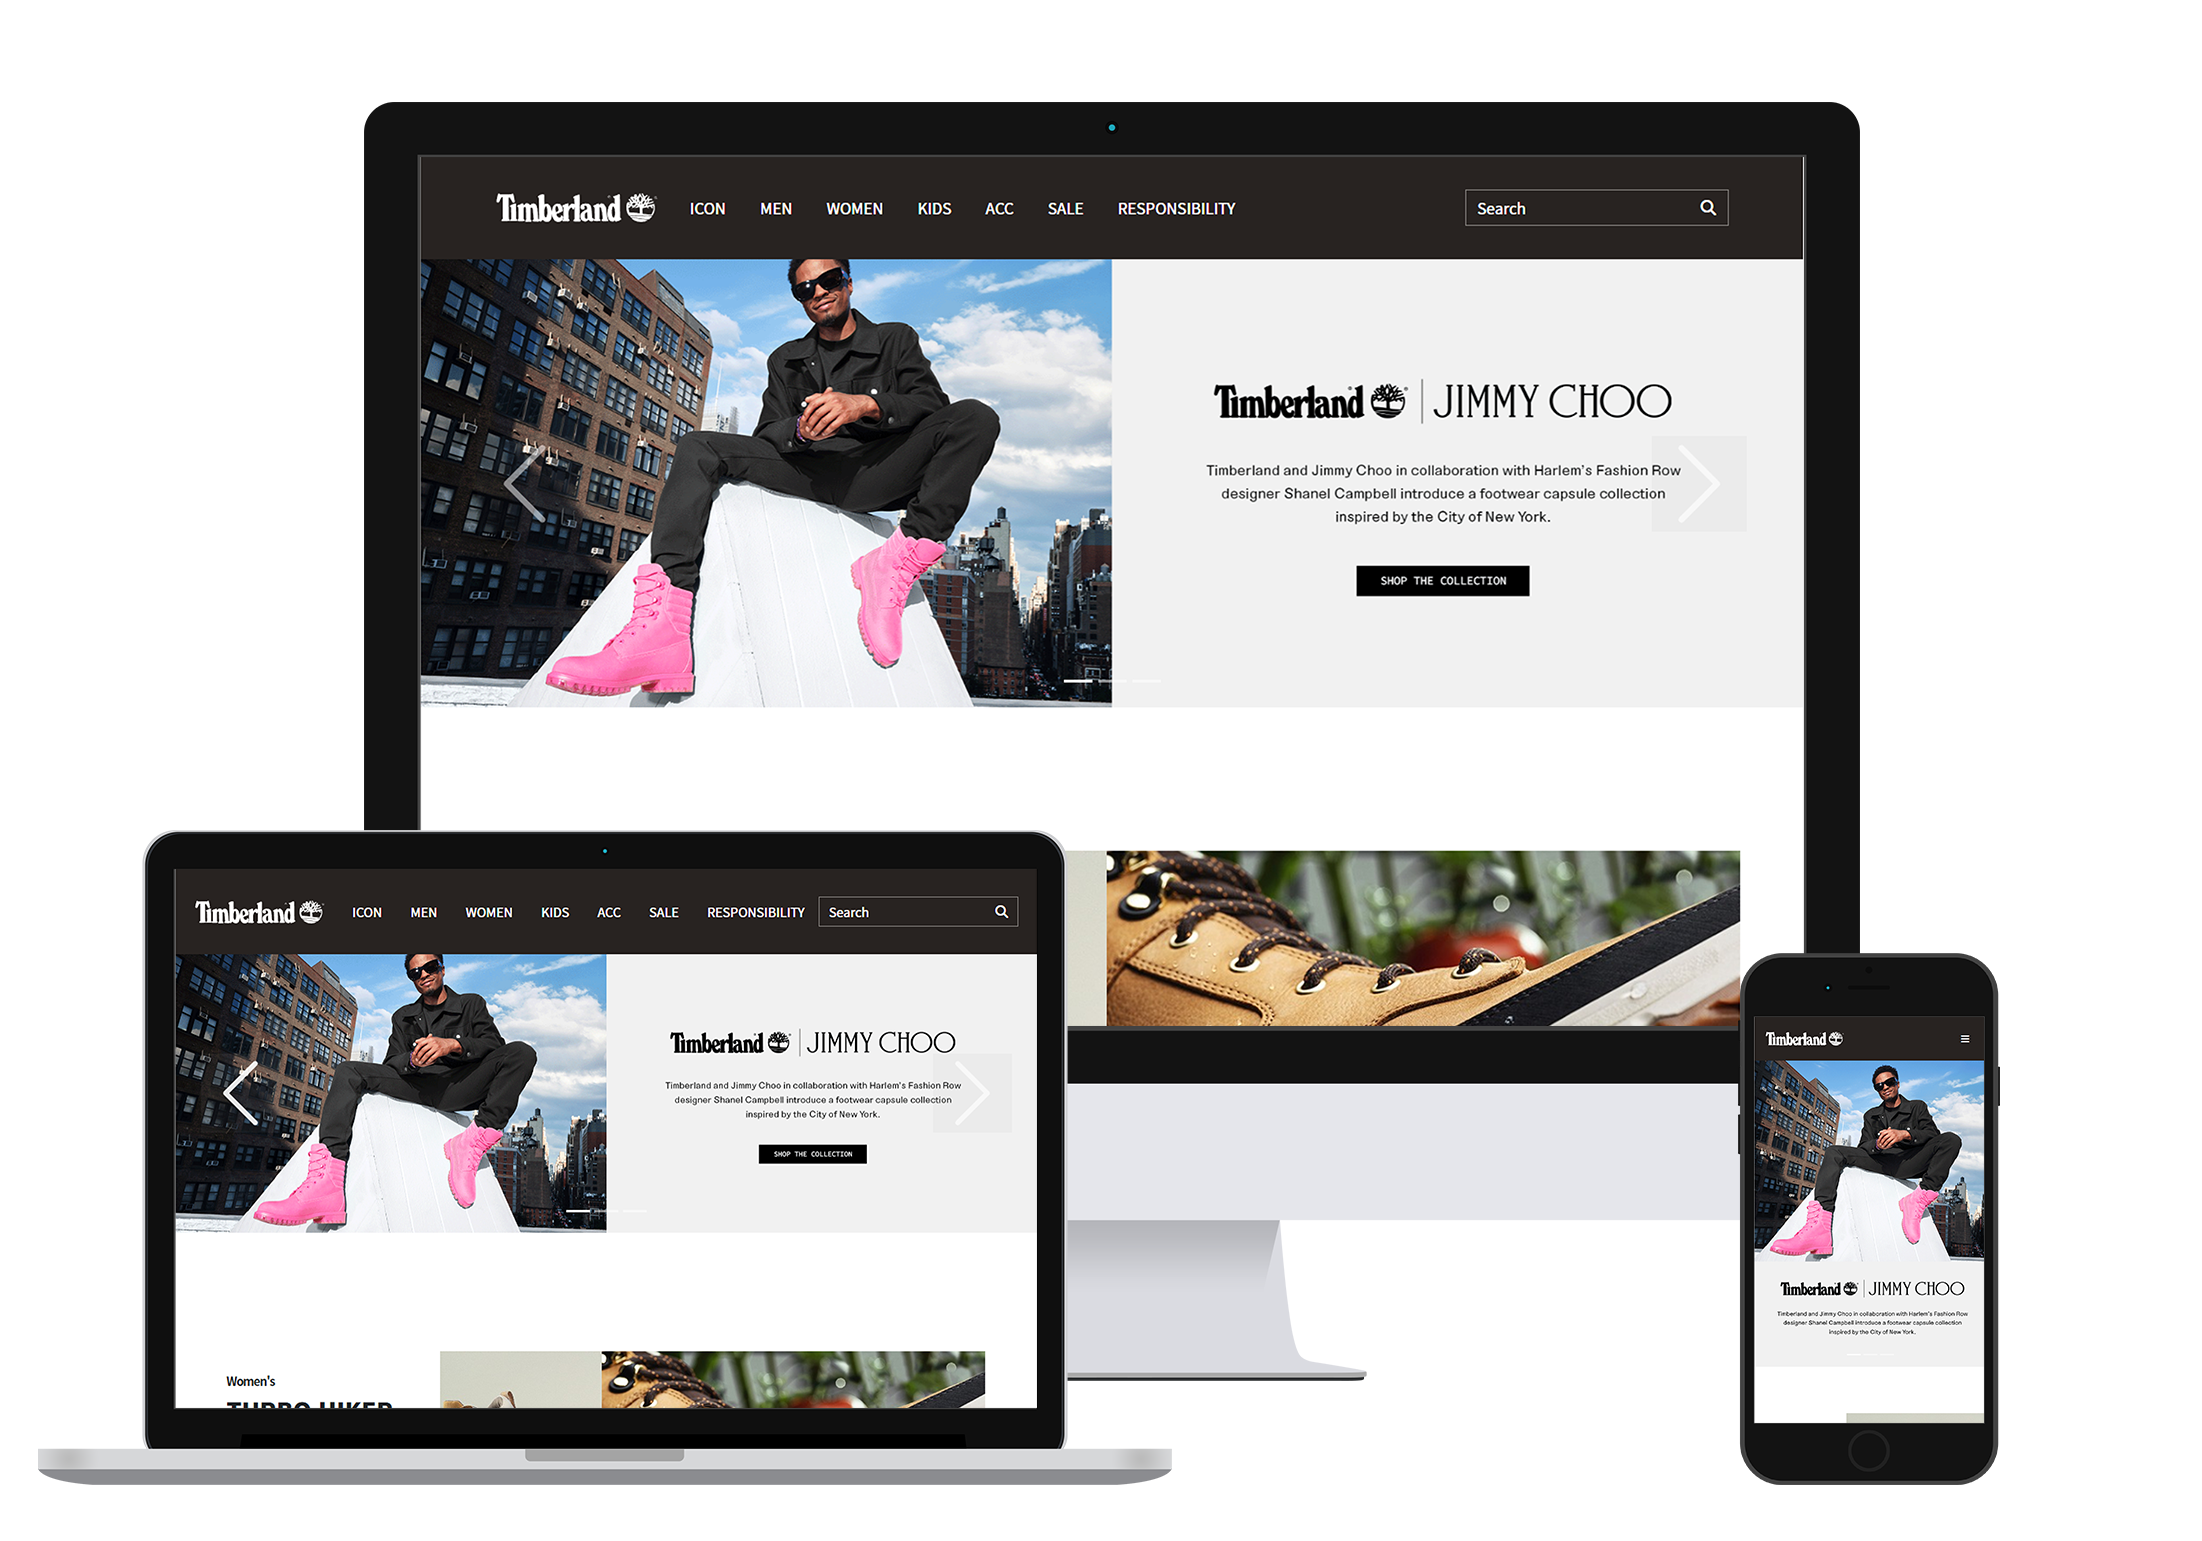 Timberland ICON MEN WOMEN KIDS ACC SALE RESPONSIBILITY Search
Timberland | JIMMY CHOO
Timberland and Jimmy Choo in collaboration with Harlem's Fashion Row
designer Shanel Campbell introduce a footwear capsule collection
inspired by the City of New York.
SHOP THE COLLECTION
Timberland ICON MEN WOMEN KIDS ACC SALE RESPONSIBILITY Search
Timberland | JIMMY CHOO
Timberland and Jimmy Choo in collaboration with Harlem's Fashion Row
designer Shanel Campbell introduce a footwear capsule collection
inspired by the City of New York.
SHOP THE COLLECTION
Women's
TURBO HIKER
Timberland
Timberland | JIMMY CHOO
Timberland and Jimmy Choo in collaboration with Harlem's Fashion Row
designer Shanel Campbell introduce a footwear capsule collection
inspired by the City of New York.